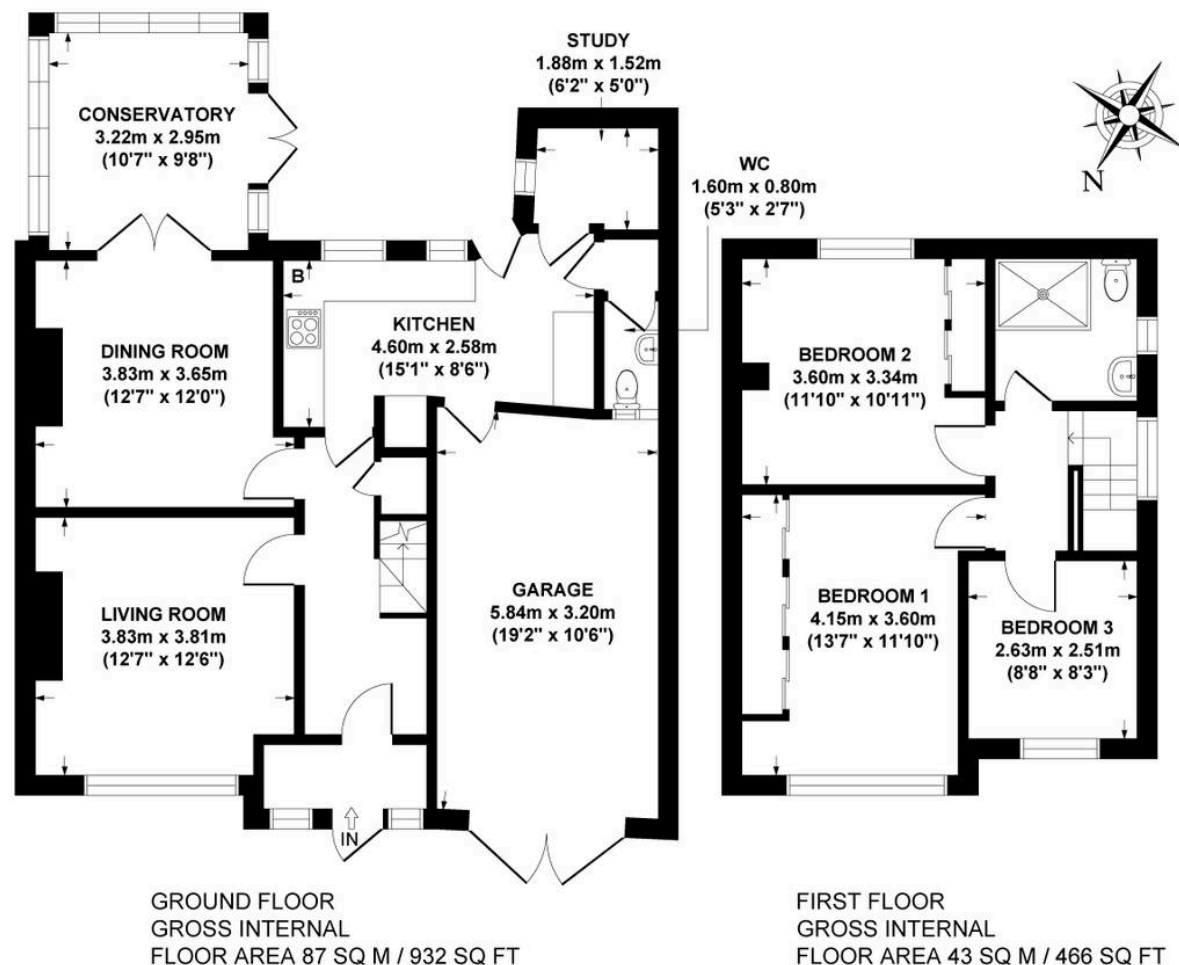 STUDY
1.88m x 1.52m
(6'2" x 5'0")
CONSERVATORY
3.22m x 2.95m
(10'7" x 9'8")
WC
1.60m x 0.80m
(5'3" x 2'7")
N
B
KITCHEN
4.60m x 2.58m
(15'1" x 8'6")
DINING ROOM
3.83m x 3.65m
(12'7" x 12'0")
BEDROOM 2
3.60m x 3.34m
(11'10" x 10'11")
GARAGE
5.84m x 3.20m
(19'2" x 10'6")
LIVING ROOM
3.83m x 3.81m
(12'7" x 12'6")
BEDROOM 1
4.15m x 3.60m
(13'7" x 11'10")
BEDROOM 3
2.63m x 2.51m
(8'8" x 8'3")
IN
GROUND FLOOR
GROSS INTERNAL
FLOOR AREA 87 SQ M / 932 SQ FT
FIRST FLOOR
GROSS INTERNAL
FLOOR AREA 43 SQ M / 466 SQ FT